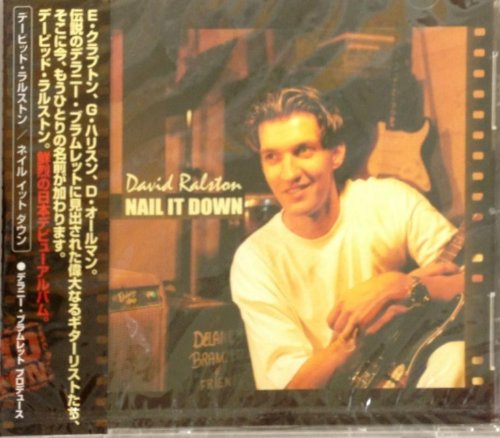 E・クラプトン、G・ハリスン、D・オールマン。
伝説のデラニー・ブラムレットに見出された偉大なるギターリストたち、
そこに今、もうひとりの名前が加わります。
デービッド・ラルストン。鮮烈の日本デビューアルバム。
デービット・ラルストン／ネイル イット ダウン
●デラニー・ブラムレット プロデュース
David Ralston
NAIL IT DOWN
DELANEY
BRAML
FRIEN